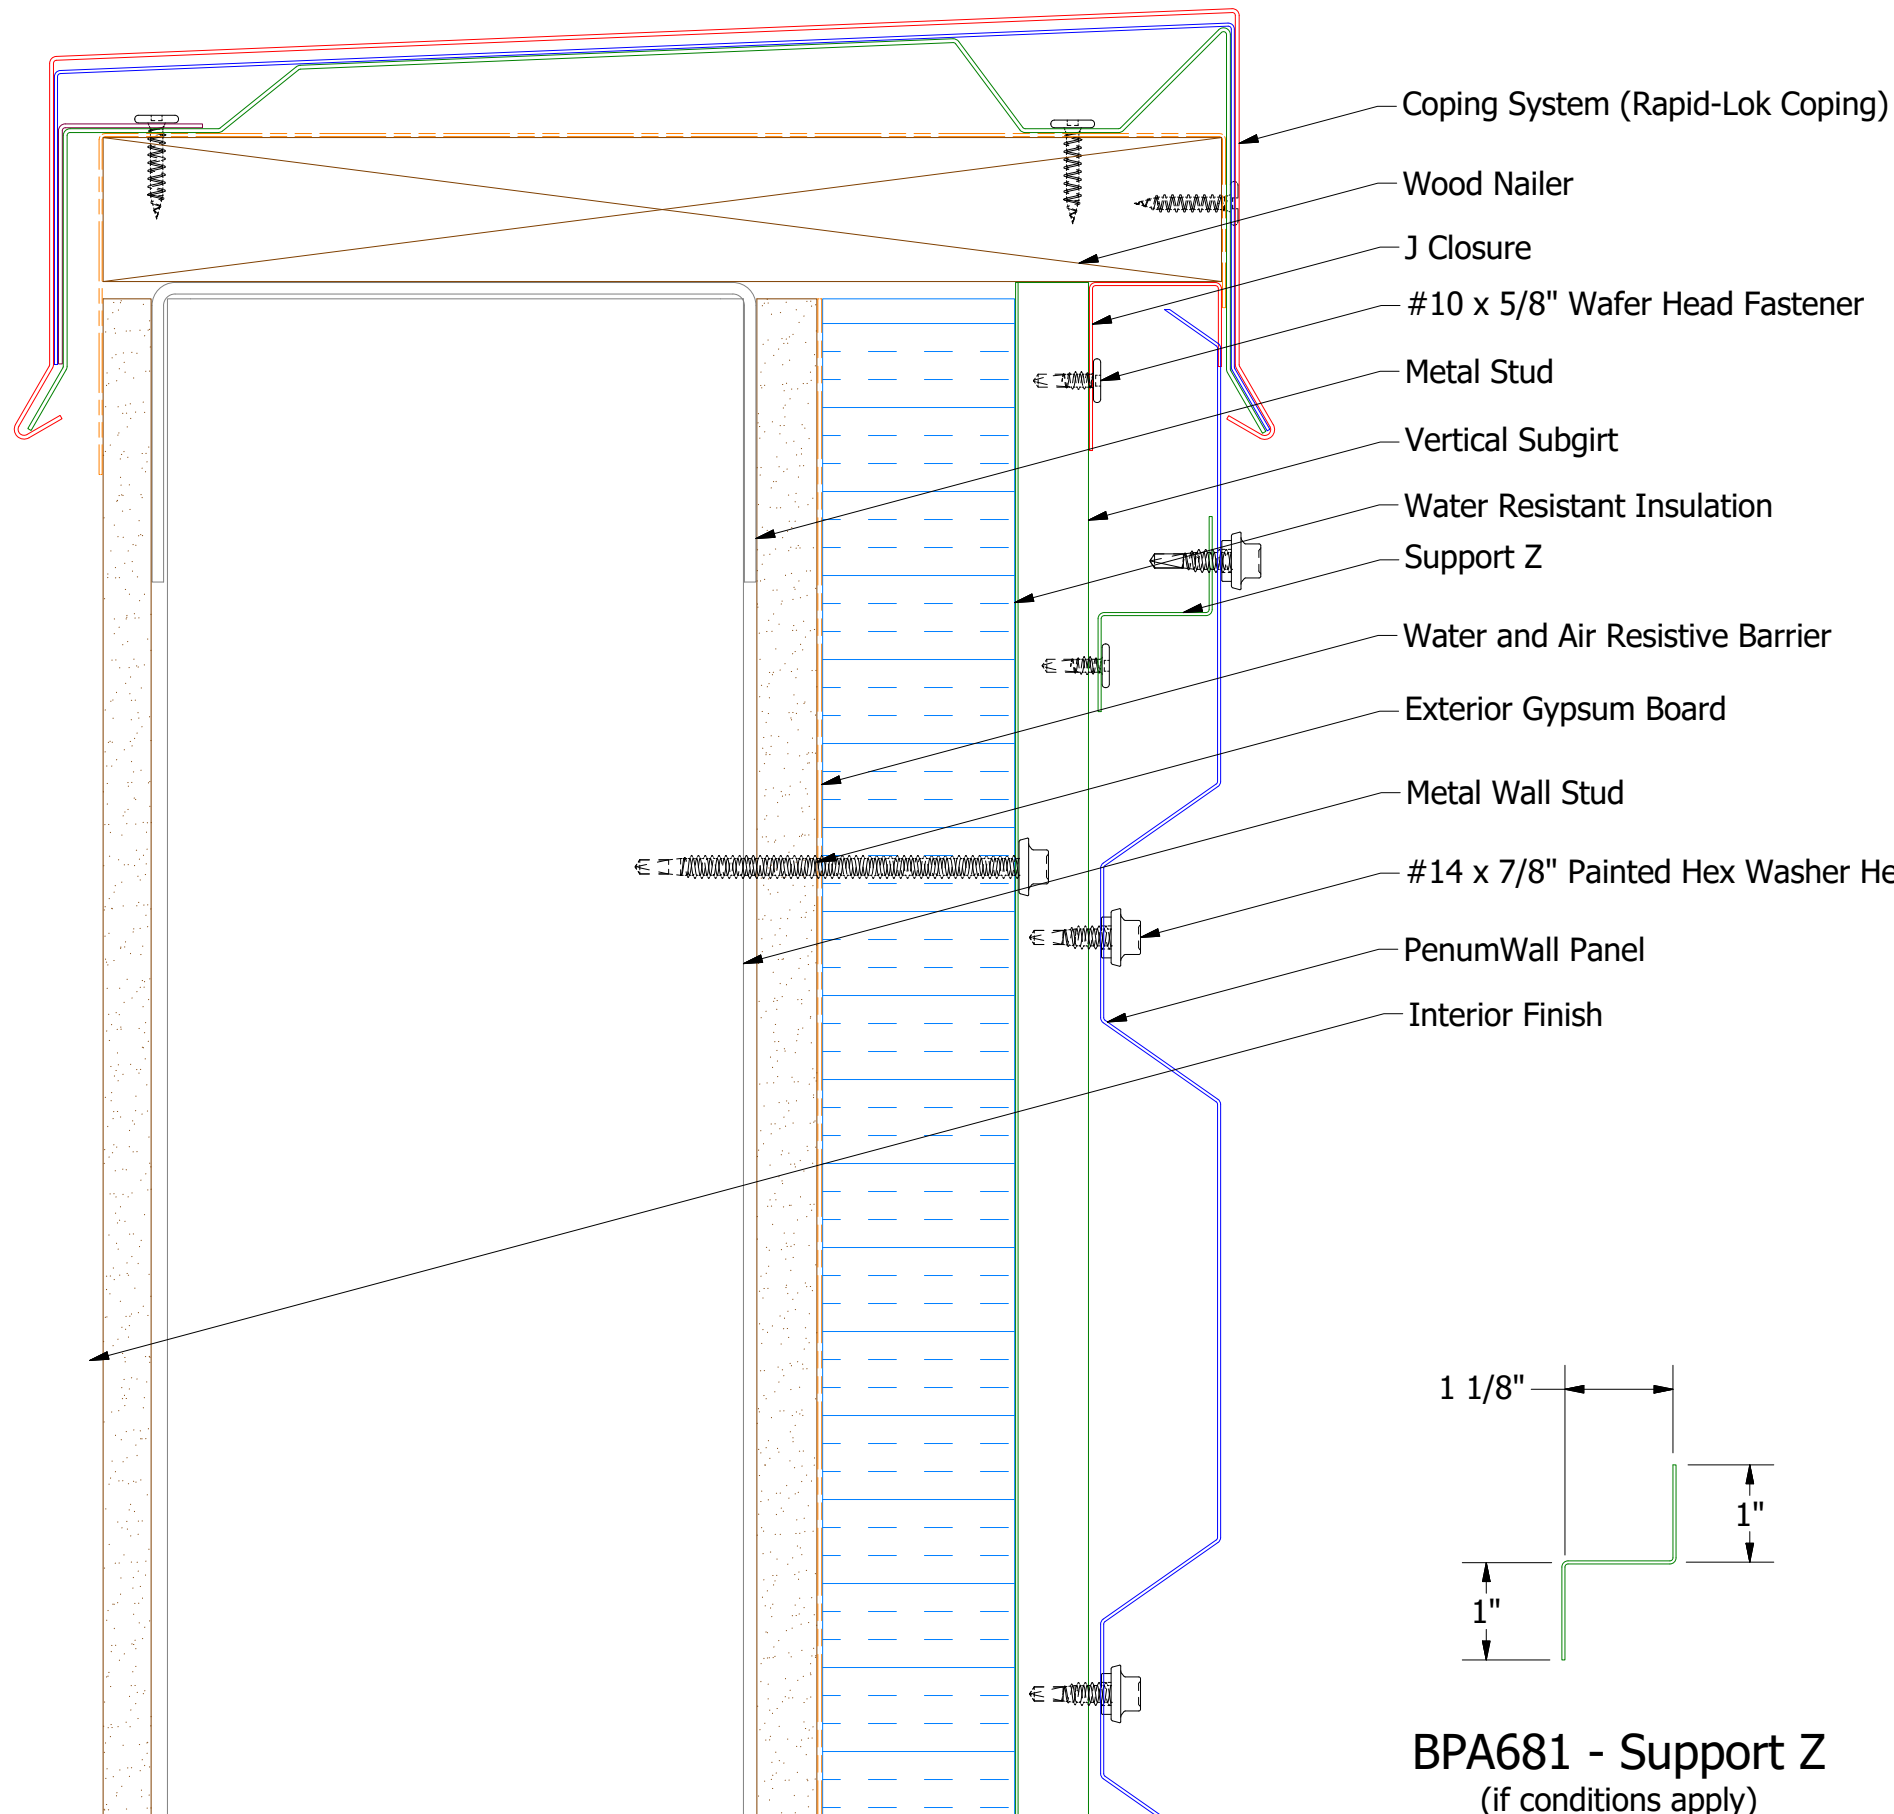 Coping System (Rapid-Lok Coping)
Wood Nailer
J Closure
#10 x 5/8" Wafer Head Fastener
Metal Stud
Vertical Subgirt
Water Resistant Insulation
Support Z
Water and Air Resistive Barrier
Exterior Gypsum Board
Metal Wall Stud
#14 x 7/8" Painted Hex Washer He
PenumWall Panel
Interior Finish
1 1/8"
1"
1"
BPA681 - Support Z
(if conditions apply)